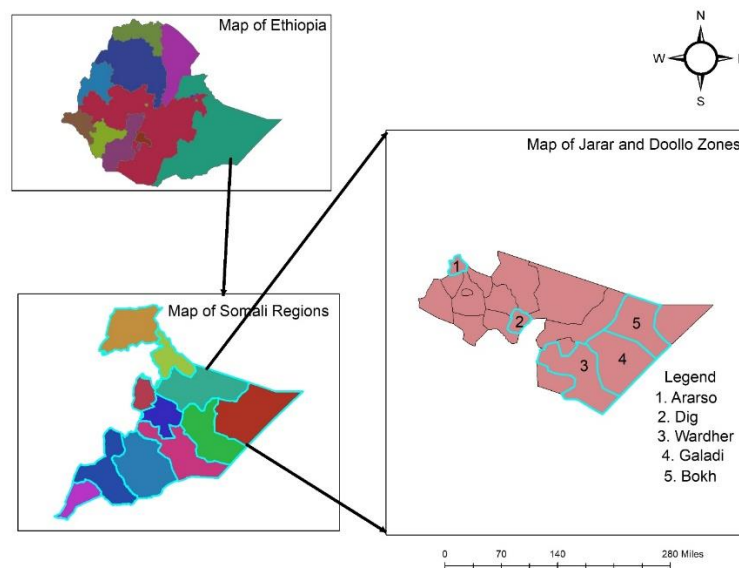 Map of Ethiopia
N
W
S
Map of Jarar and Doollo Zones
1
2
5
3
4
Legend
1. Ararso
2. Dig
3. Wardher
4. Galadi
5. Bokh
Map of Somali Regions
0 70 140 280 Miles